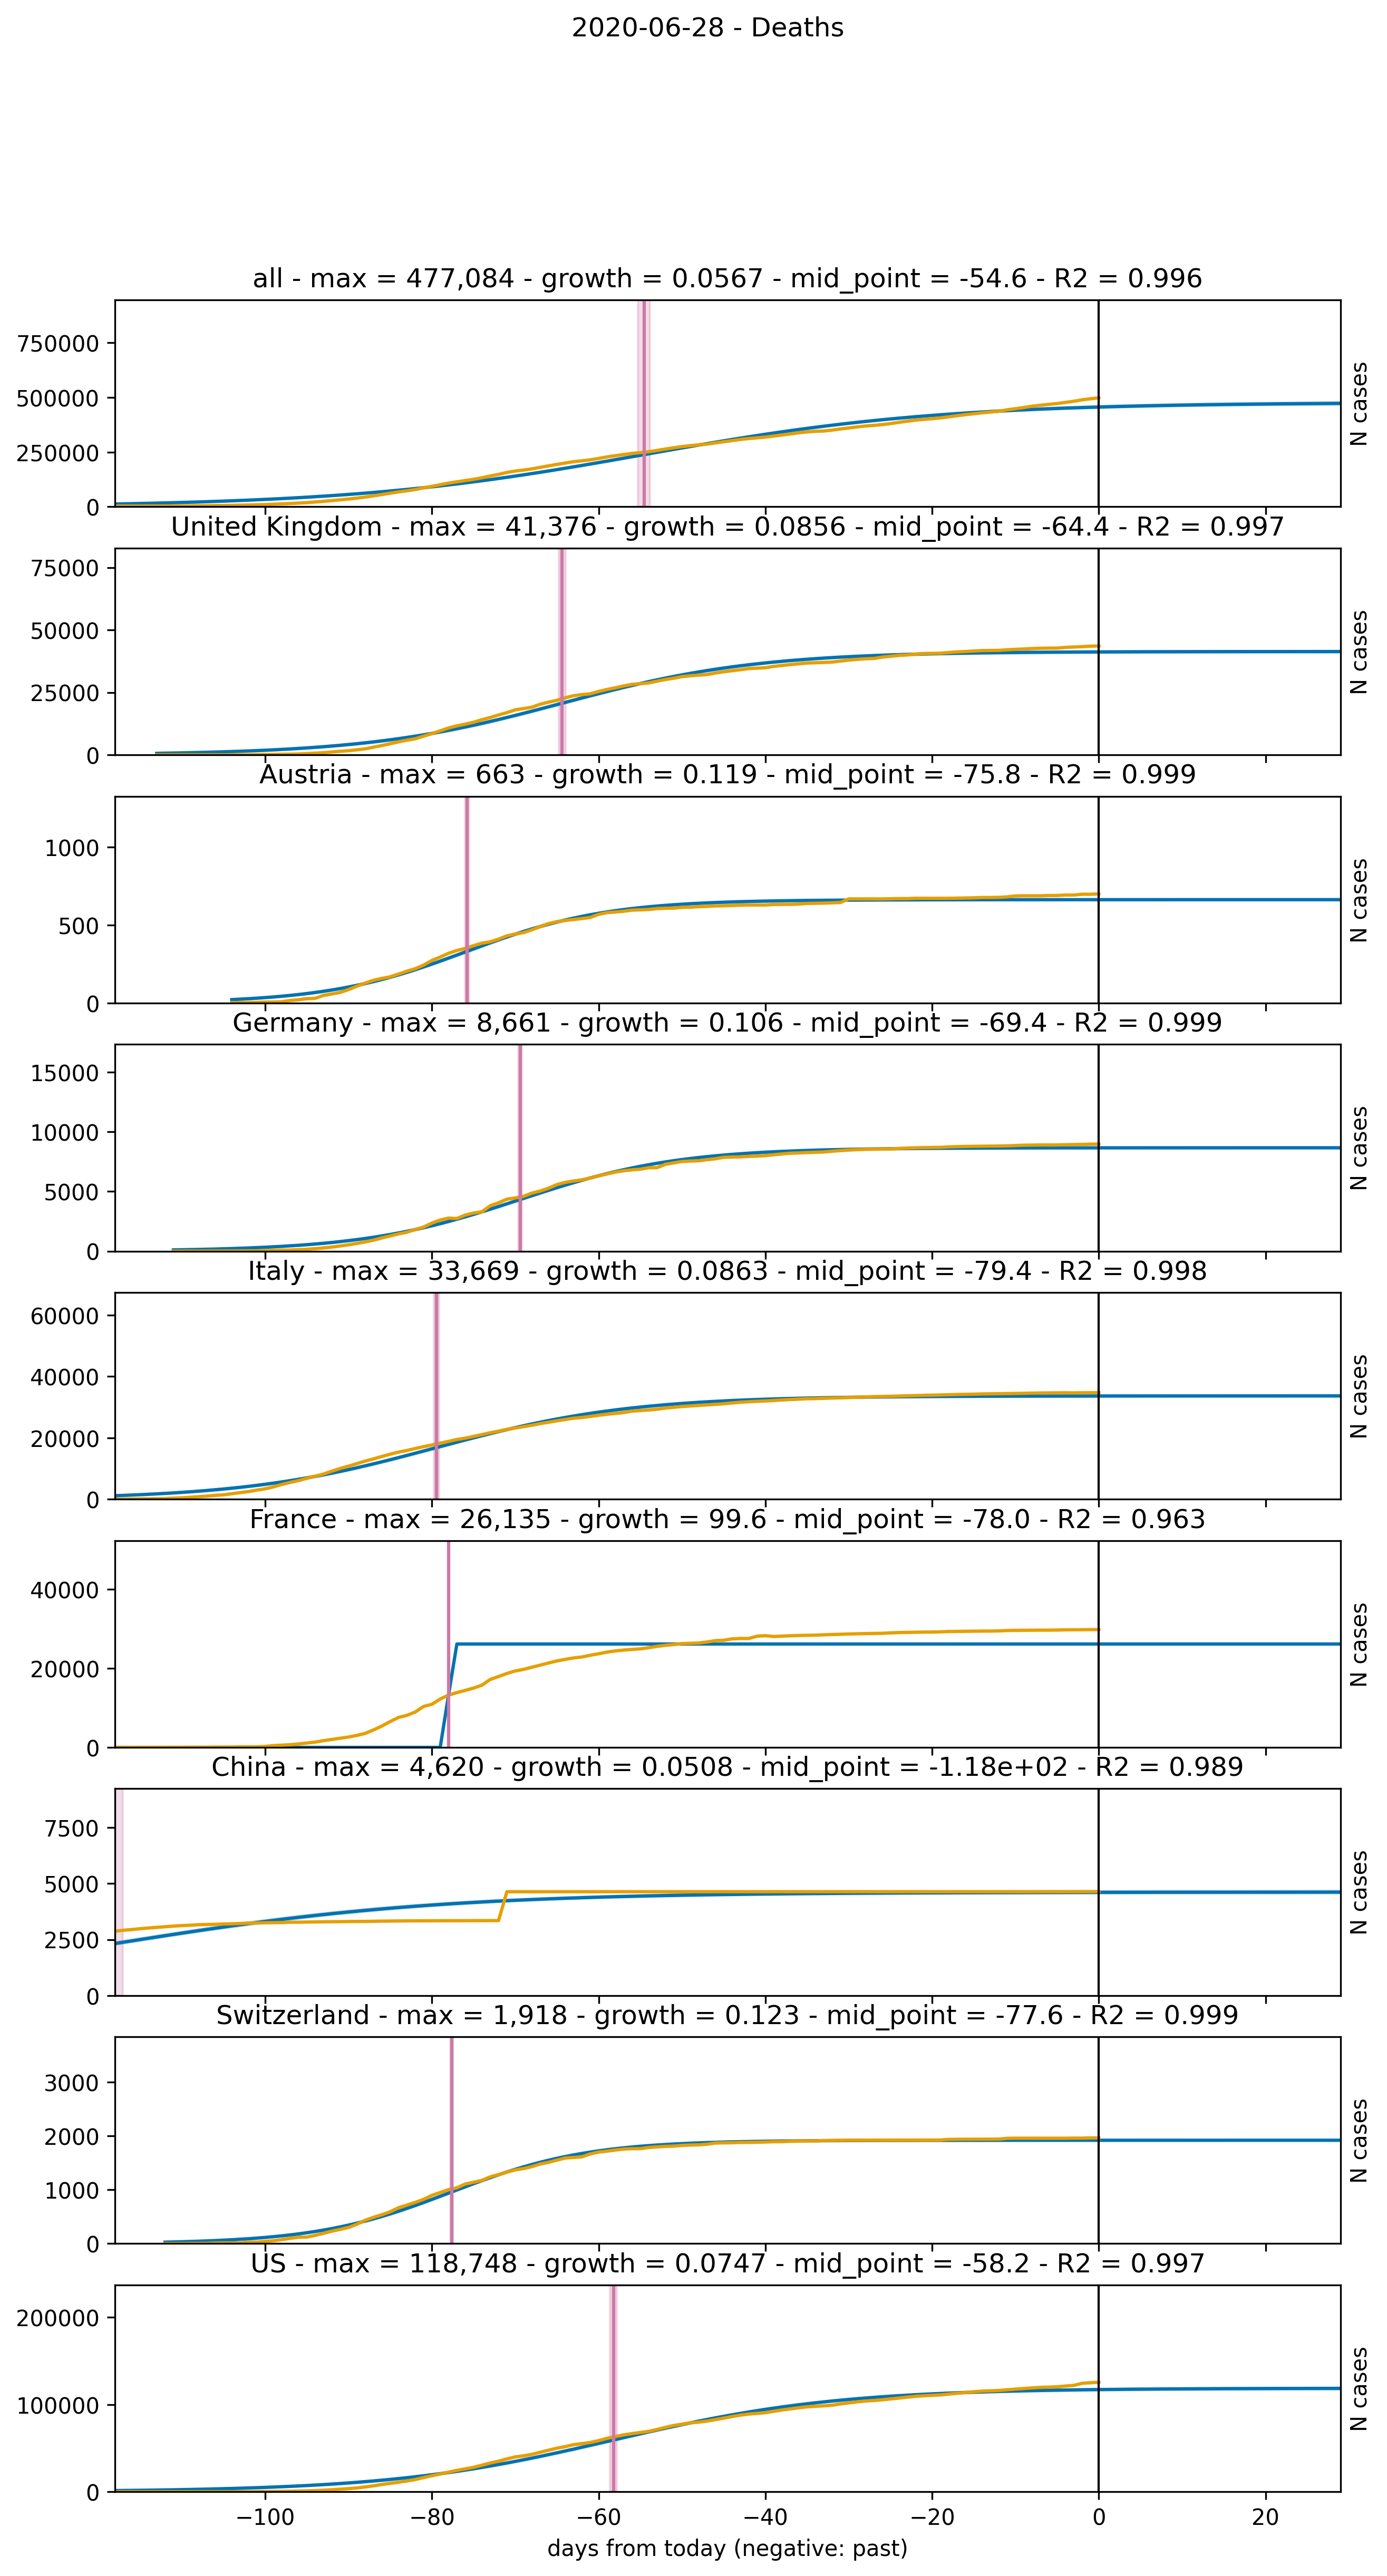 2020-06-28 - Deaths
all - max = 477,084 - growth = 0.0567 - mid_point = -54.6 - R2 = 0.996
750000
500000
250000
0
N cases
United Kingdom - max = 41,376 - growth = 0.0856 - mid_point = -64.4 - R2 = 0.997
75000
50000
25000
0
N cases
Austria - max = 663 - growth = 0.119 - mid_point = -75.8 - R2 = 0.999
1000
500
0
N cases
Germany - max = 8,661 - growth = 0.106 - mid_point = -69.4 - R2 = 0.999
15000
10000
5000
0
N cases
Italy - max = 33,669 - growth = 0.0863 - mid_point = -79.4 - R2 = 0.998
60000
40000
20000
0
N cases
France - max = 26,135 - growth = 99.6 - mid_point = -78.0 - R2 = 0.963
40000
20000
0
N cases
China - max = 4,620 - growth = 0.0508 - mid_point = -1.18e+02 - R2 = 0.989
7500
5000
2500
0
N cases
Switzerland - max = 1,918 - growth = 0.123 - mid_point = -77.6 - R2 = 0.999
3000
2000
1000
0
N cases
US - max = 118,748 - growth = 0.0747 - mid_point = -58.2 - R2 = 0.997
200000
100000
0
N cases
−100 −80 −60 −40 −20 0 20
days from today (negative: past)